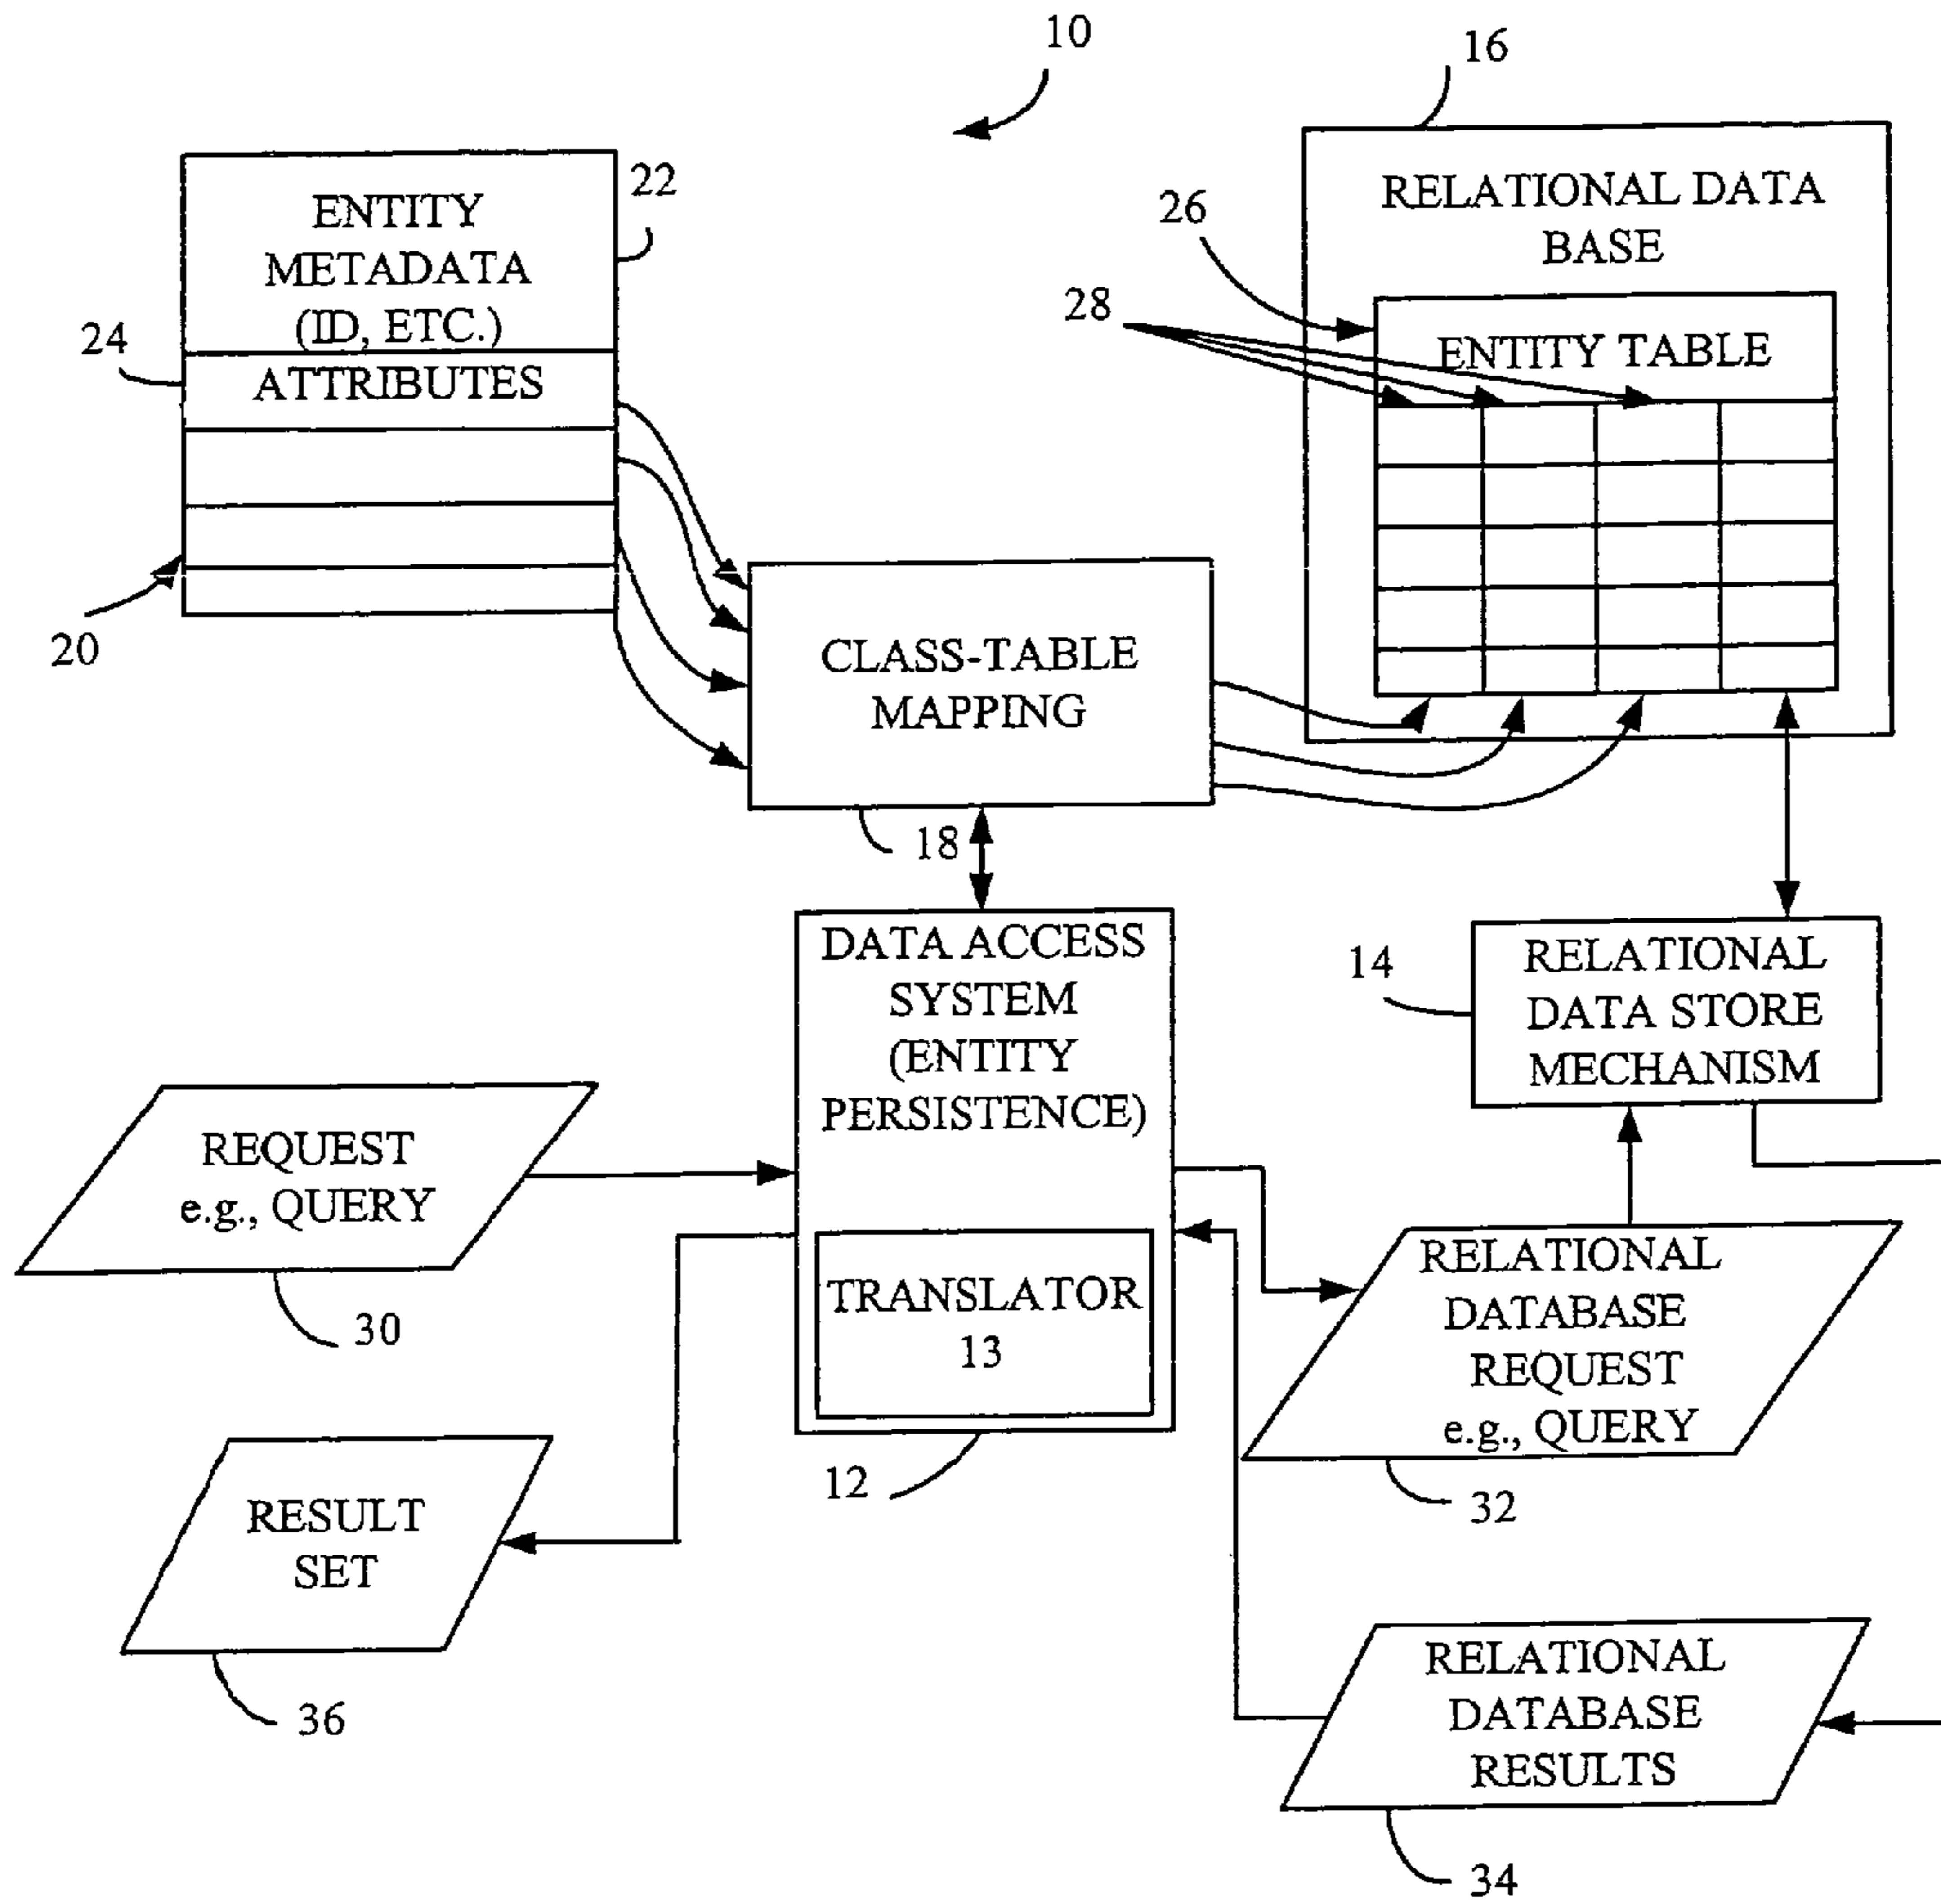 10
16
22
ENTITY
METADATA
(ID, ETC.)
24
ATTRIBUTES
20
RELATIONAL DATA
BASE
26
28
ENTITY TABLE
CLASS-TABLE
MAPPING
18
DATA ACCESS
SYSTEM
(ENTITY
PERSISTENCE)
14
RELATIONAL
DATA STORE
MECHANISM
REQUEST
e.g., QUERY
30
TRANSLATOR
13
12
RELATIONAL
DATABASE
REQUEST
e.g., QUERY
32
RESULT
SET
36
RELATIONAL
DATABASE
RESULTS
34